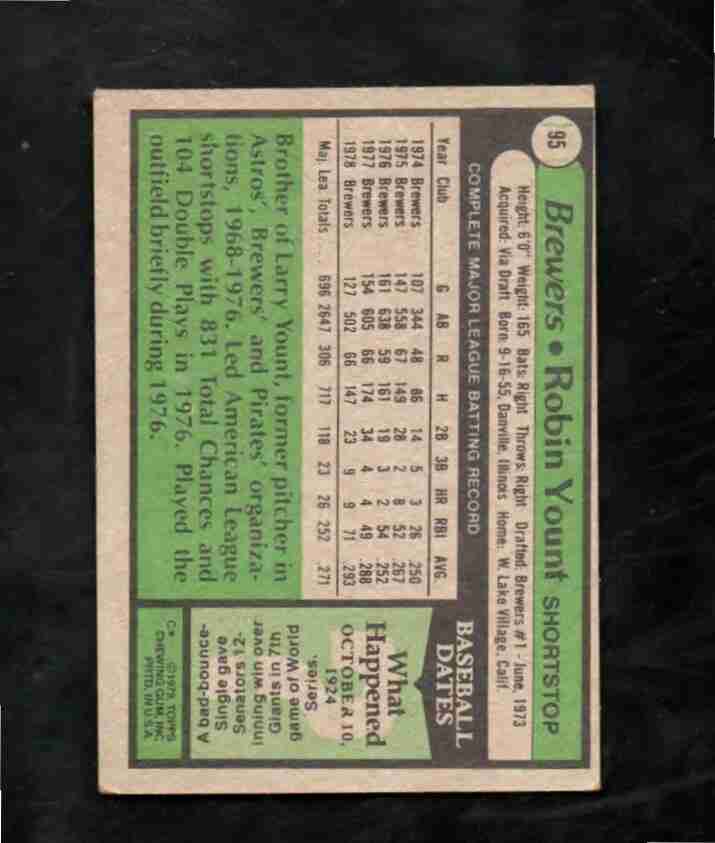 95
Brewers • Robin Yount SHORTSTOP
Height: 6'0" Weight: 165 Bats: Right Throws: Right Drafted: Brewers #1 - June, 1973
Acquired: Via Draft Born: 9-16-55, Danville, Illinois Home: W. Lake Village, Calif.
COMPLETE MAJOR LEAGUE BATTING RECORD
Year Club G AB R H 2B 3B HR RBI AVG.
1974 Brewers 107 344 48 86 14 5 3 26 .250
1975 Brewers 147 558 67 149 28 2 8 52 .267
1976 Brewers 161 638 59 161 19 3 2 54 .252
1977 Brewers 154 605 66 174 34 4 4 49 .288
1978 Brewers 127 502 66 147 23 9 9 71 .293
Maj. Lea. Totals .... 696 2647 306 717 118 23 26 252 .271
Brother of Larry Yount, former pitcher in
Astros', Brewers' and Pirates' organiza-
tions, 1968-1976. Led American League
shortstops with 831 Total Chances and
104 Double Plays in 1976. Played the
outfield briefly during 1976.
BASEBALL
DATES
What
Happened
OCTOBER 10,
1924
Series.
game of World
Giants in 7th
inning win over
Senators 12-
Single gave
A bad-bounce-
C* ©1979 TOPPS
CHEWING GUM, INC.
PRTD. IN U.S.A.